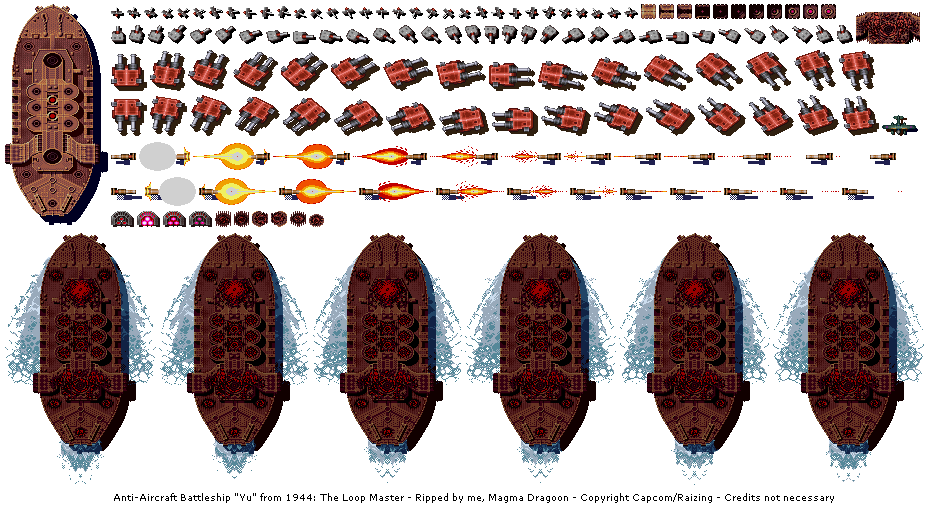 Anti-Aircraft Battleship "Yu" from 1944: The Loop Master - Ripped by me, Magma Dragoon - Copyright Capcom/Raizing - Credits not necessary